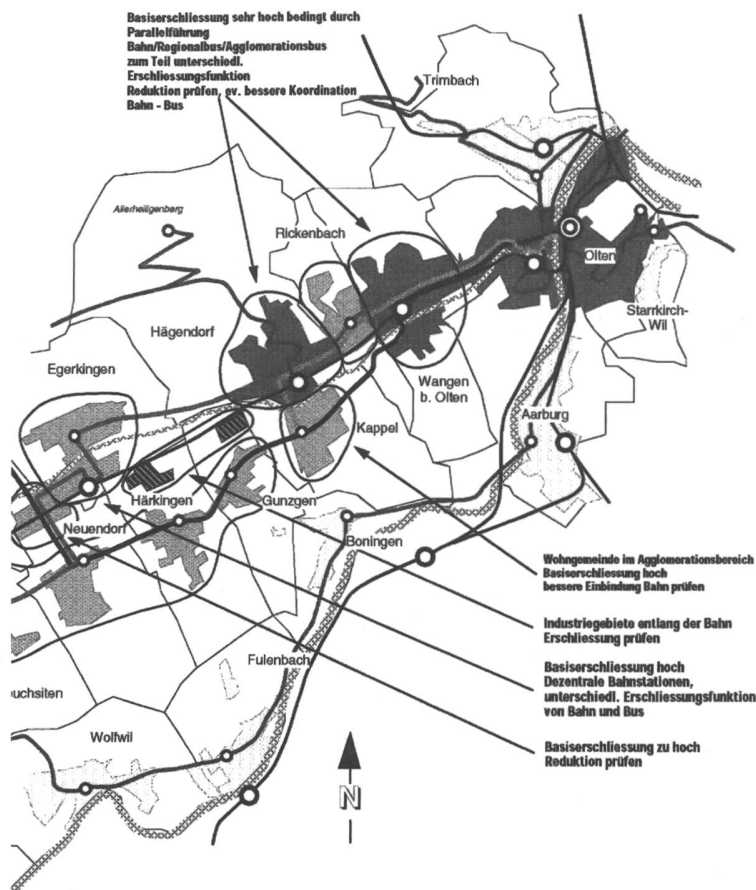 Basiserschliessung sehr hoch bedingt durch
Parallelführung
Bahn/Regionalbus/Agglomerationsbus
zum Teil unterschiedl.
Erschliessungsfunktion
Reduktion prüfen, ev. bessere Koordination
Bahn - Bus
Trimbach
Allerheiligenberg
Rickenbach
Olten
Hägendorf
Starrkirch-
Wil
Egerkingen
Wangen
b. Olten
Aarburg
Kappel
Härkingen
Gunzgen
Neuendorf
Boningen
Wohngemeinde im Agglomerationsbereich
Basiserschliessung hoch
bessere Einbindung Bahn prüfen
Industriegebiete entlang der Bahn
Erschliessung prüfen
Fulenbach
Basiserschliessung hoch
Dezentrale Bahnstationen,
unterschiedl. Erschliessungsfunktion
von Bahn und Bus
uchsiten
Wolfwil
Basiserschliessung zu hoch
Reduktion prüfen
N